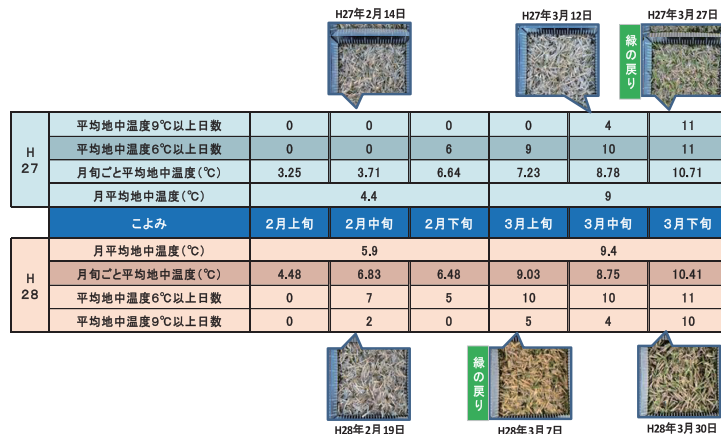 H27年2月14日 H27年3月12日 H27年3月27日
緑の戻り
H27
平均地中温度9℃以上日数 0 0 0 0 4 11
平均地中温度6℃以上日数 0 0 6 9 10 11
月旬ごと平均地中温度(℃) 3.25 3.71 6.64 7.23 8.78 10.71
月平均地中温度(℃) 4.4 9
こよみ 2月上旬 2月中旬 2月下旬 3月上旬 3月中旬 3月下旬
H28
月平均地中温度(℃) 5.9 9.4
月旬ごと平均地中温度(℃) 4.48 6.83 6.48 9.03 8.75 10.41
平均地中温度6℃以上日数 0 7 5 10 10 11
平均地中温度9℃以上日数 0 2 0 5 4 10
緑の戻り
H28年2月19日 H28年3月7日 H28年3月30日